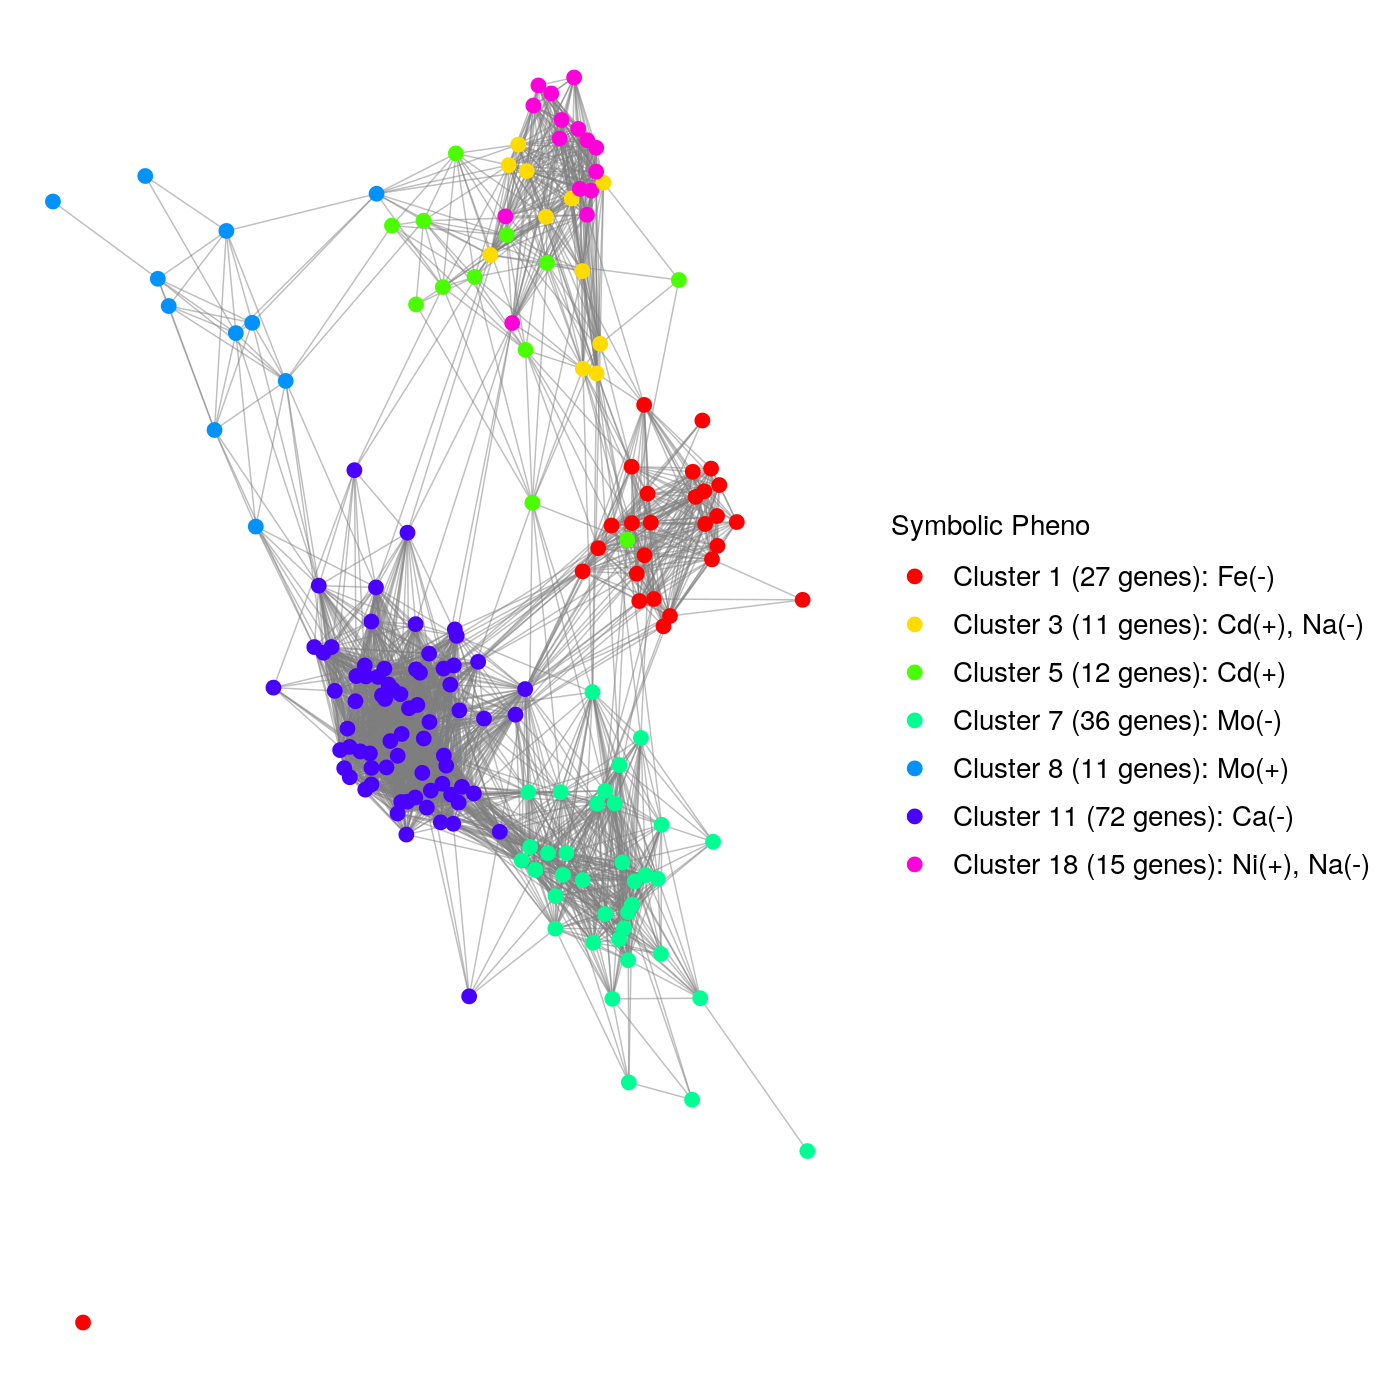 Symbolic Pheno
Cluster 1 (27 genes): Fe(-)
Cluster 3 (11 genes): Cd(+), Na(-)
Cluster 5 (12 genes): Cd(+)
Cluster 7 (36 genes): Mo(-)
Cluster 8 (11 genes): Mo(+)
Cluster 11 (72 genes): Ca(-)
Cluster 18 (15 genes): Ni(+), Na(-)